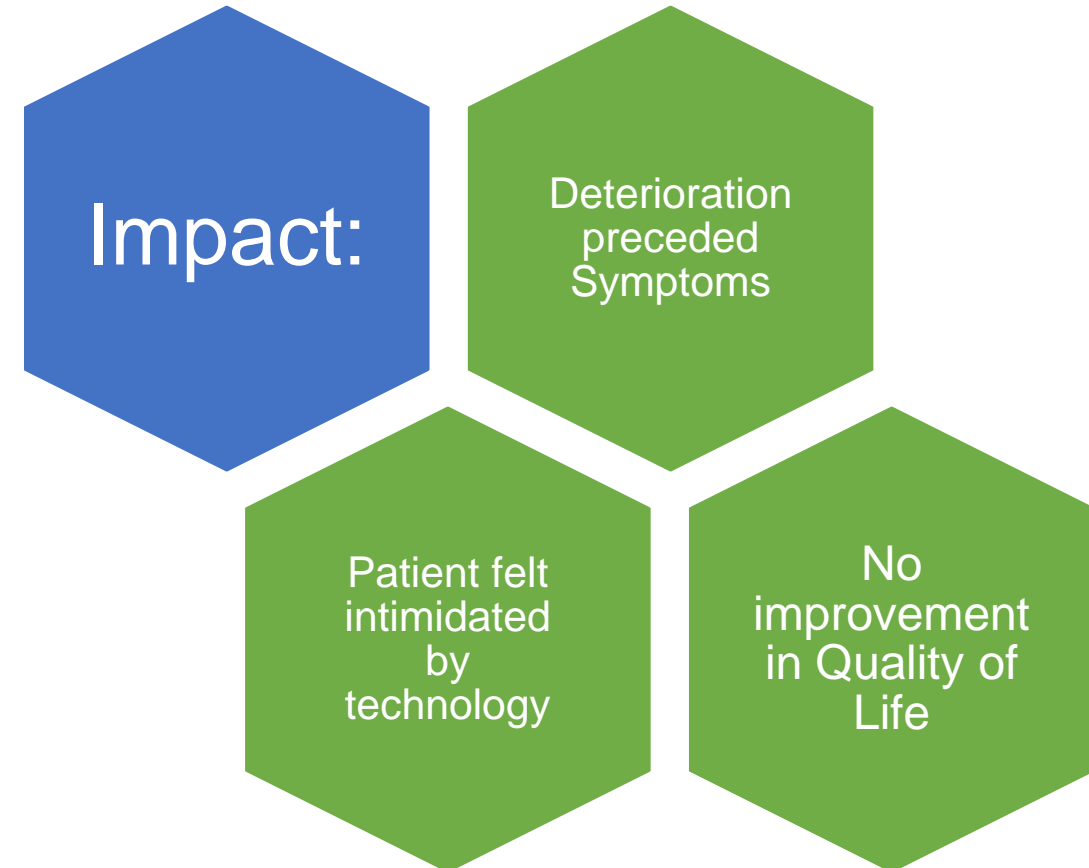 Impact:
Deterioration
preceded
Symptoms
Patient felt
intimidated
by
technology
No
improvement
in Quality of
Life